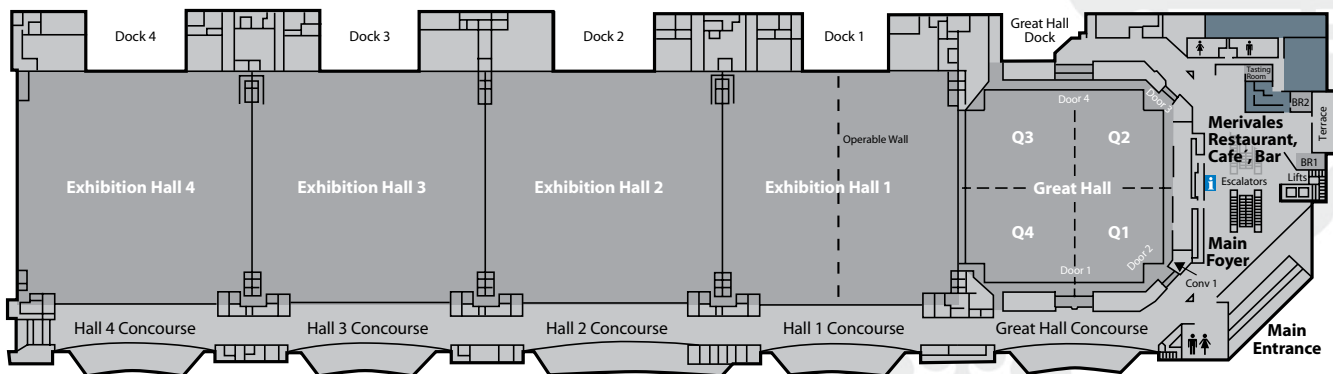 Dock 4
Dock 3
Dock 2
Dock 1
Great Hall
Dock
Tasting
Room
BR2
Terrace
Door 4
Door 3
Operable Wall
Q3
Q2
Merivales
Restaurant,
Cafe´, Bar
BR1
Exhibition Hall 4
Exhibition Hall 3
Exhibition Hall 2
Exhibition Hall 1
Great Hall
i
Escalators
Lifts
Q4
Q1
Door 2
Main
Foyer
Door 1
Conv 1
Hall 4 Concourse
Hall 3 Concourse
Hall 2 Concourse
Hall 1 Concourse
Great Hall Concourse
Main
Entrance